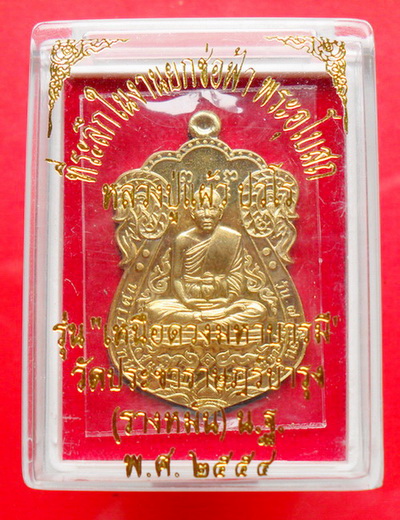 ที่ระลึกในงานยกช่อฟ้า พระอุโบสถ
หลวงปู่แผ้ว ปวโร
รุ่น "เหนือดวงมหาบารมี"
วัดประชาราษฎร์บำรุง
(รางหมัน) น.ฐ.
พ.ศ. ๒๕๕๔